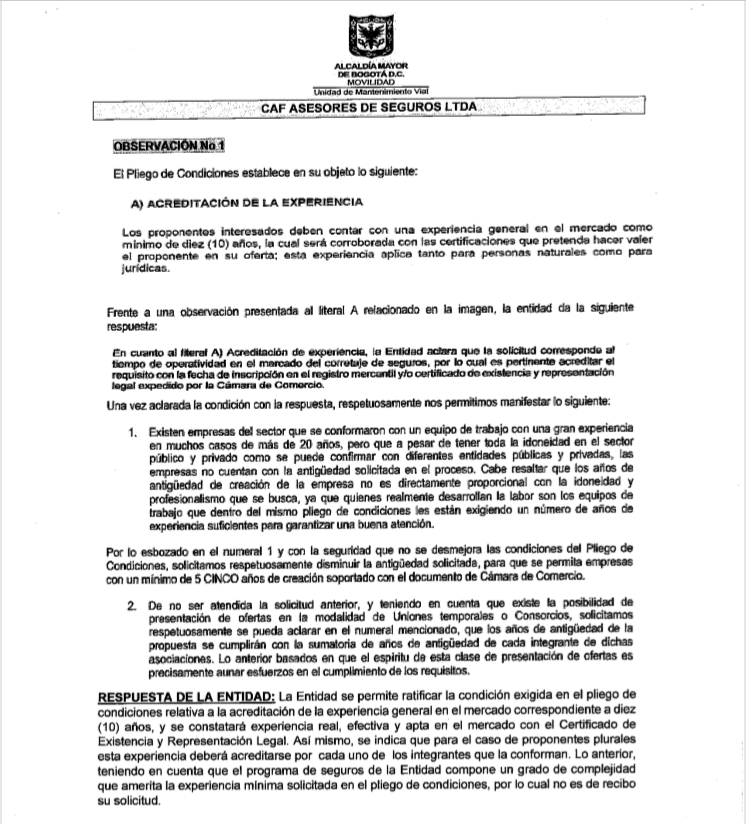 ALCALDÍA MAYOR
DE BOGOTÁ D.C.
MOVILIDAD
Unidad de Mantenimiento Vial
CAF ASESORES DE SEGUROS LTDA
OBSERVACIÓN No 1
El Pliego de Condiciones establece en su objeto lo siguiente:
A) ACREDITACIÓN DE LA EXPERIENCIA
Los proponentes interesados deben contar con una experiencia general en el mercado como
mínimo de diez (10) años, la cual será corroborada con las certificaciones que pretenda hacer valer
el proponente en su oferta; esta experiencia aplica tanto para personas naturales como para
jurídicas.
Frente a una observación presentada al literal A relacionado en la imagen, la entidad da la siguiente
respuesta:
En cuanto al literal A) Acreditación de experiencia, la Entidad aclara que la solicitud corresponde al
tiempo de operatividad en el mercado del corretaje de seguros, por lo cual es pertinente acreditar el
requisito con la fecha de inscripción en el registro mercantil y/o certificado de existencia y representación
legal expedido por la Cámara de Comercio.
Una vez aclarada la condición con la respuesta, respetuosamente nos permitimos manifestar lo siguiente:
1. Existen empresas del sector que se conformaron con un equipo de trabajo con una gran experiencia
en muchos casos de más de 20 años, pero que a pesar de tener toda la idoneidad en el sector
público y privado como se puede confirmar con diferentes entidades públicas y privadas, las
empresas no cuentan con la antigüedad solicitada en el proceso. Cabe resaltar que los años de
antigüedad de creación de la empresa no es directamente proporcional con la idoneidad y
profesionalismo que se busca, ya que quienes realmente desarrollan la labor son los equipos de
trabajo que dentro del mismo pliego de condiciones les están exigiendo un número de años de
experiencia suficientes para garantizar una buena atención.
Por lo esbozado en el numeral 1 y con la seguridad que no se desmejora las condiciones del Pliego de
Condiciones, solicitamos respetuosamente disminuir la antigüedad solicitada, para que se permita empresas
con un mínimo de 5 CINCO años de creación soportado con el documento de Cámara de Comercio.
2. De no ser atendida la solicitud anterior, y teniendo en cuenta que existe la posibilidad de
presentación de ofertas en la modalidad de Uniones temporales o Consorcios, solicitamos
respetuosamente se pueda aclarar en el numeral mencionado, que los años de antigüedad de la
propuesta se cumplirán con la sumatoria de años de antigüedad de cada integrante de dichas
asociaciones. Lo anterior basados en que el espíritu de esta clase de presentación de ofertas es
precisamente aunar esfuerzos en el cumplimiento de los requisitos.
RESPUESTA DE LA ENTIDAD: La Entidad se permite ratificar la condición exigida en el pliego de
condiciones relativa a la acreditación de la experiencia general en el mercado correspondiente a diez
(10) años, y se constatará experiencia real, efectiva y apta en el mercado con el Certificado de
Existencia y Representación Legal. Así mismo, se indica que para el caso de proponentes plurales
esta experiencia deberá acreditarse por cada uno de los integrantes que la conforman. Lo anterior,
teniendo en cuenta que el programa de seguros de la Entidad compone un grado de complejidad
que amerita la experiencia mínima solicitada en el pliego de condiciones, por lo cual no es de recibo
su solicitud.